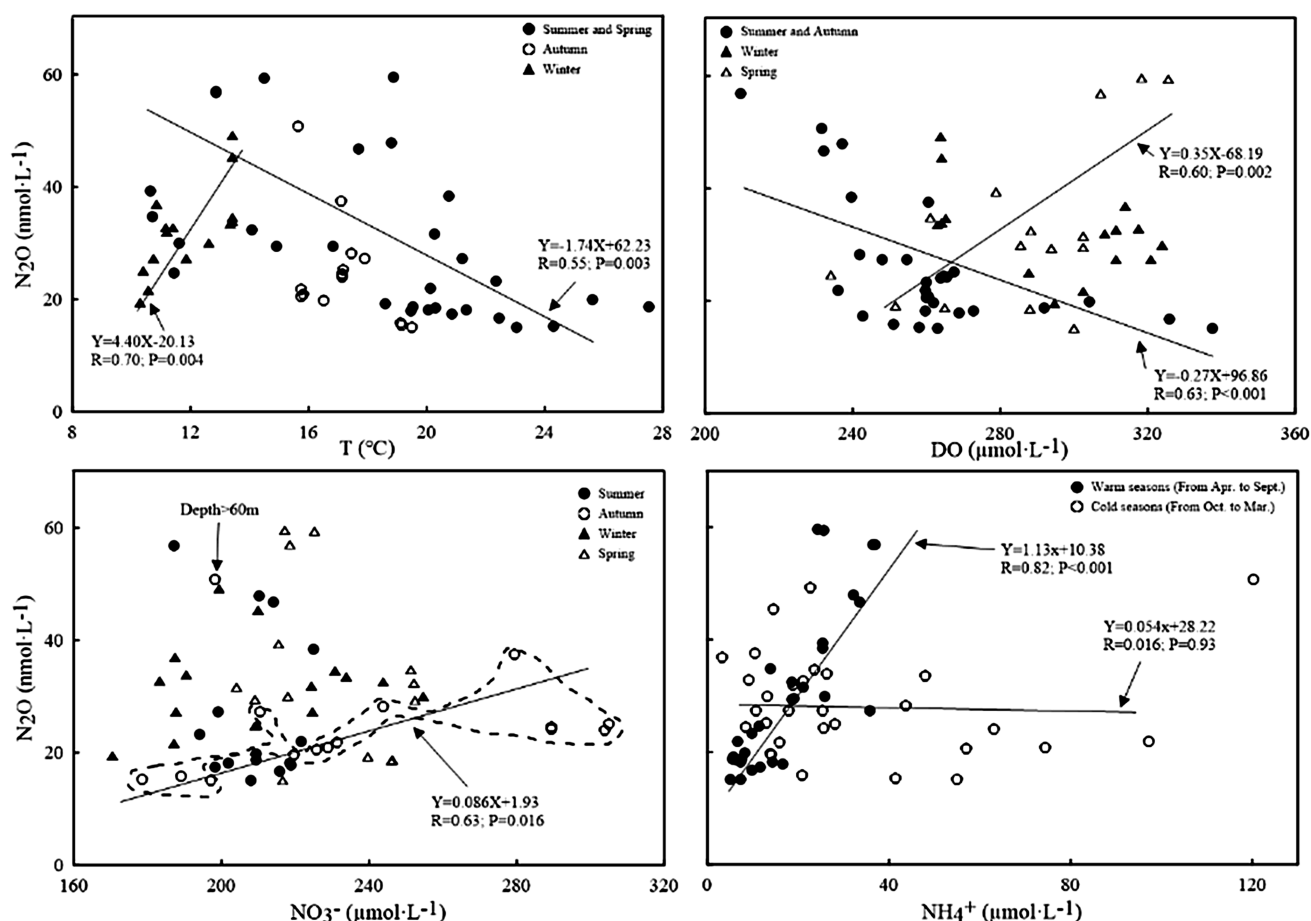 Summer and Spring
Autumn
Winter
60
40
20
0
N2O (nmol·L-1)
Y=-1.74X+62.23
R=0.55; P=0.003
Y=4.40X-20.13
R=0.70; P=0.004
8
12
16
20
24
28
T (℃)
Summer and Autumn
Winter
Spring
Y=0.35X-68.19
R=0.60; P=0.002
Y=-0.27X+96.86
R=0.63; P<0.001
200
240
280
320
360
DO (μmol·L-1)
Depth>60m
Summer
Autumn
Winter
Spring
60
40
20
0
N2O (nmol·L-1)
Y=0.086X+1.93
R=0.63; P=0.016
160
200
240
280
320
NO3- (μmol·L-1)
Warm seasons (From Apr. to Sept.)
Cold seasons (From Oct. to Mar.)
Y=1.13x+10.38
R=0.82; P<0.001
Y=0.054x+28.22
R=0.016; P=0.93
0
40
80
120
NH4+ (μmol·L-1)